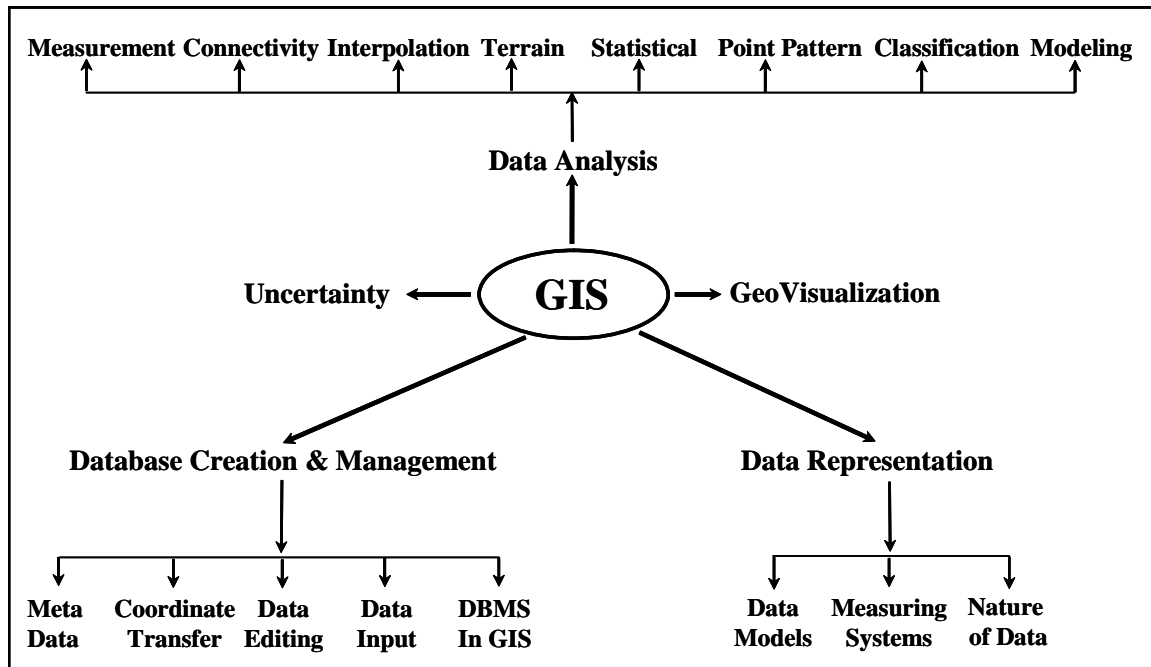 Measurement Connectivity Interpolation Terrain Statistical Point Pattern Classification Modeling
Data Analysis
Uncertainty GIS GeoVisualization
Database Creation & Management Data Representation
Meta Coordinate Data Data DBMS Data Measuring Nature
Data Transfer Editing Input In GIS Models Systems of Data